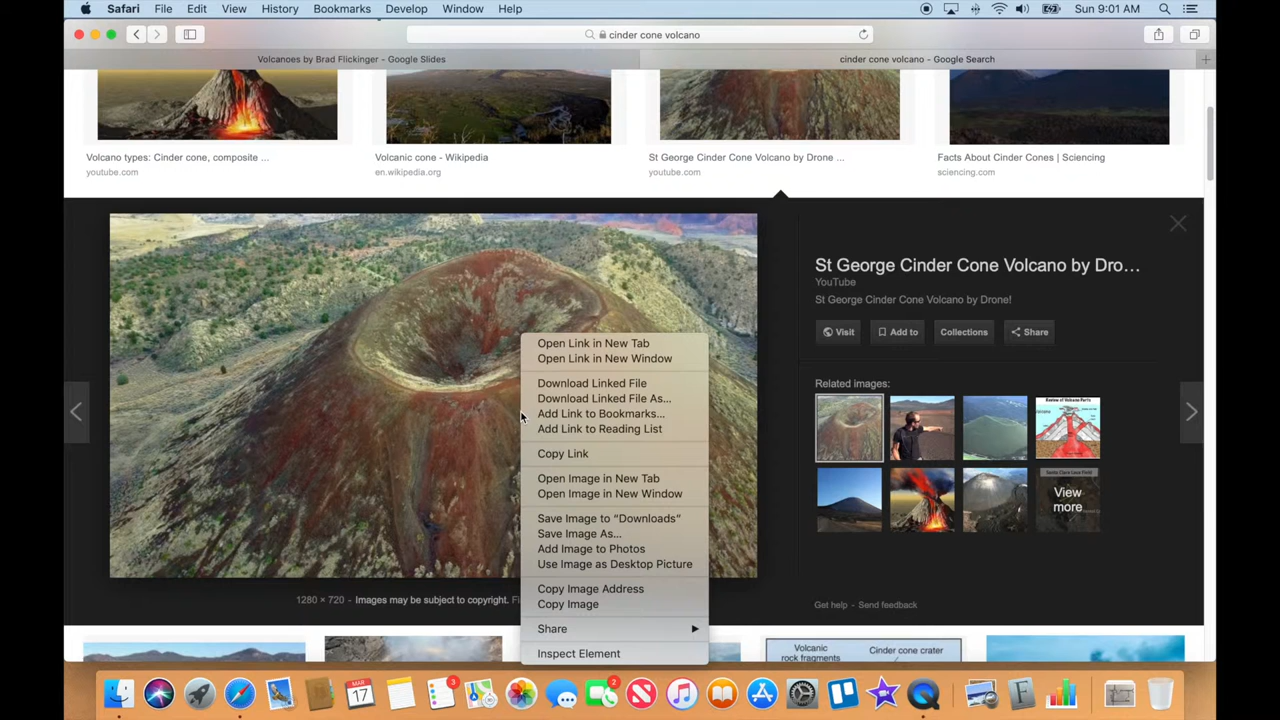 Safari File Edit View History Bookmarks Develop Window Help Sun 9:01 AM
cinder cone volcano
Volcanoes by Brad Flickinger - Google Slides
cinder cone volcano - Google Search
Volcano types: Cinder cone, composite ...
youtube.com
Volcanic cone - Wikipedia
en.wikipedia.org
St George Cinder Cone Volcano by Drone ...
youtube.com
Facts About Cinder Cones | Sciencing
sciencing.com
St George Cinder Cone Volcano by Dro...
YouTube
St George Cinder Cone Volcano by Drone!
Visit Add to Collections Share
Related images:
Review of Volcano Parts
View more
Get help - Send feedback
1280 × 720 - Images may be subject to copyright.
Open Link in New Tab
Open Link in New Window
Download Linked File
Download Linked File As...
Add Link to Bookmarks...
Add Link to Reading List
Copy Link
Open Image in New Tab
Open Image in New Window
Save Image to “Downloads”
Save Image As...
Add Image to Photos
Use Image as Desktop Picture
Copy Image Address
Copy Image
Share
Inspect Element
Volcanic
rock fragments
Cinder cone crater
MAR
17
3
2